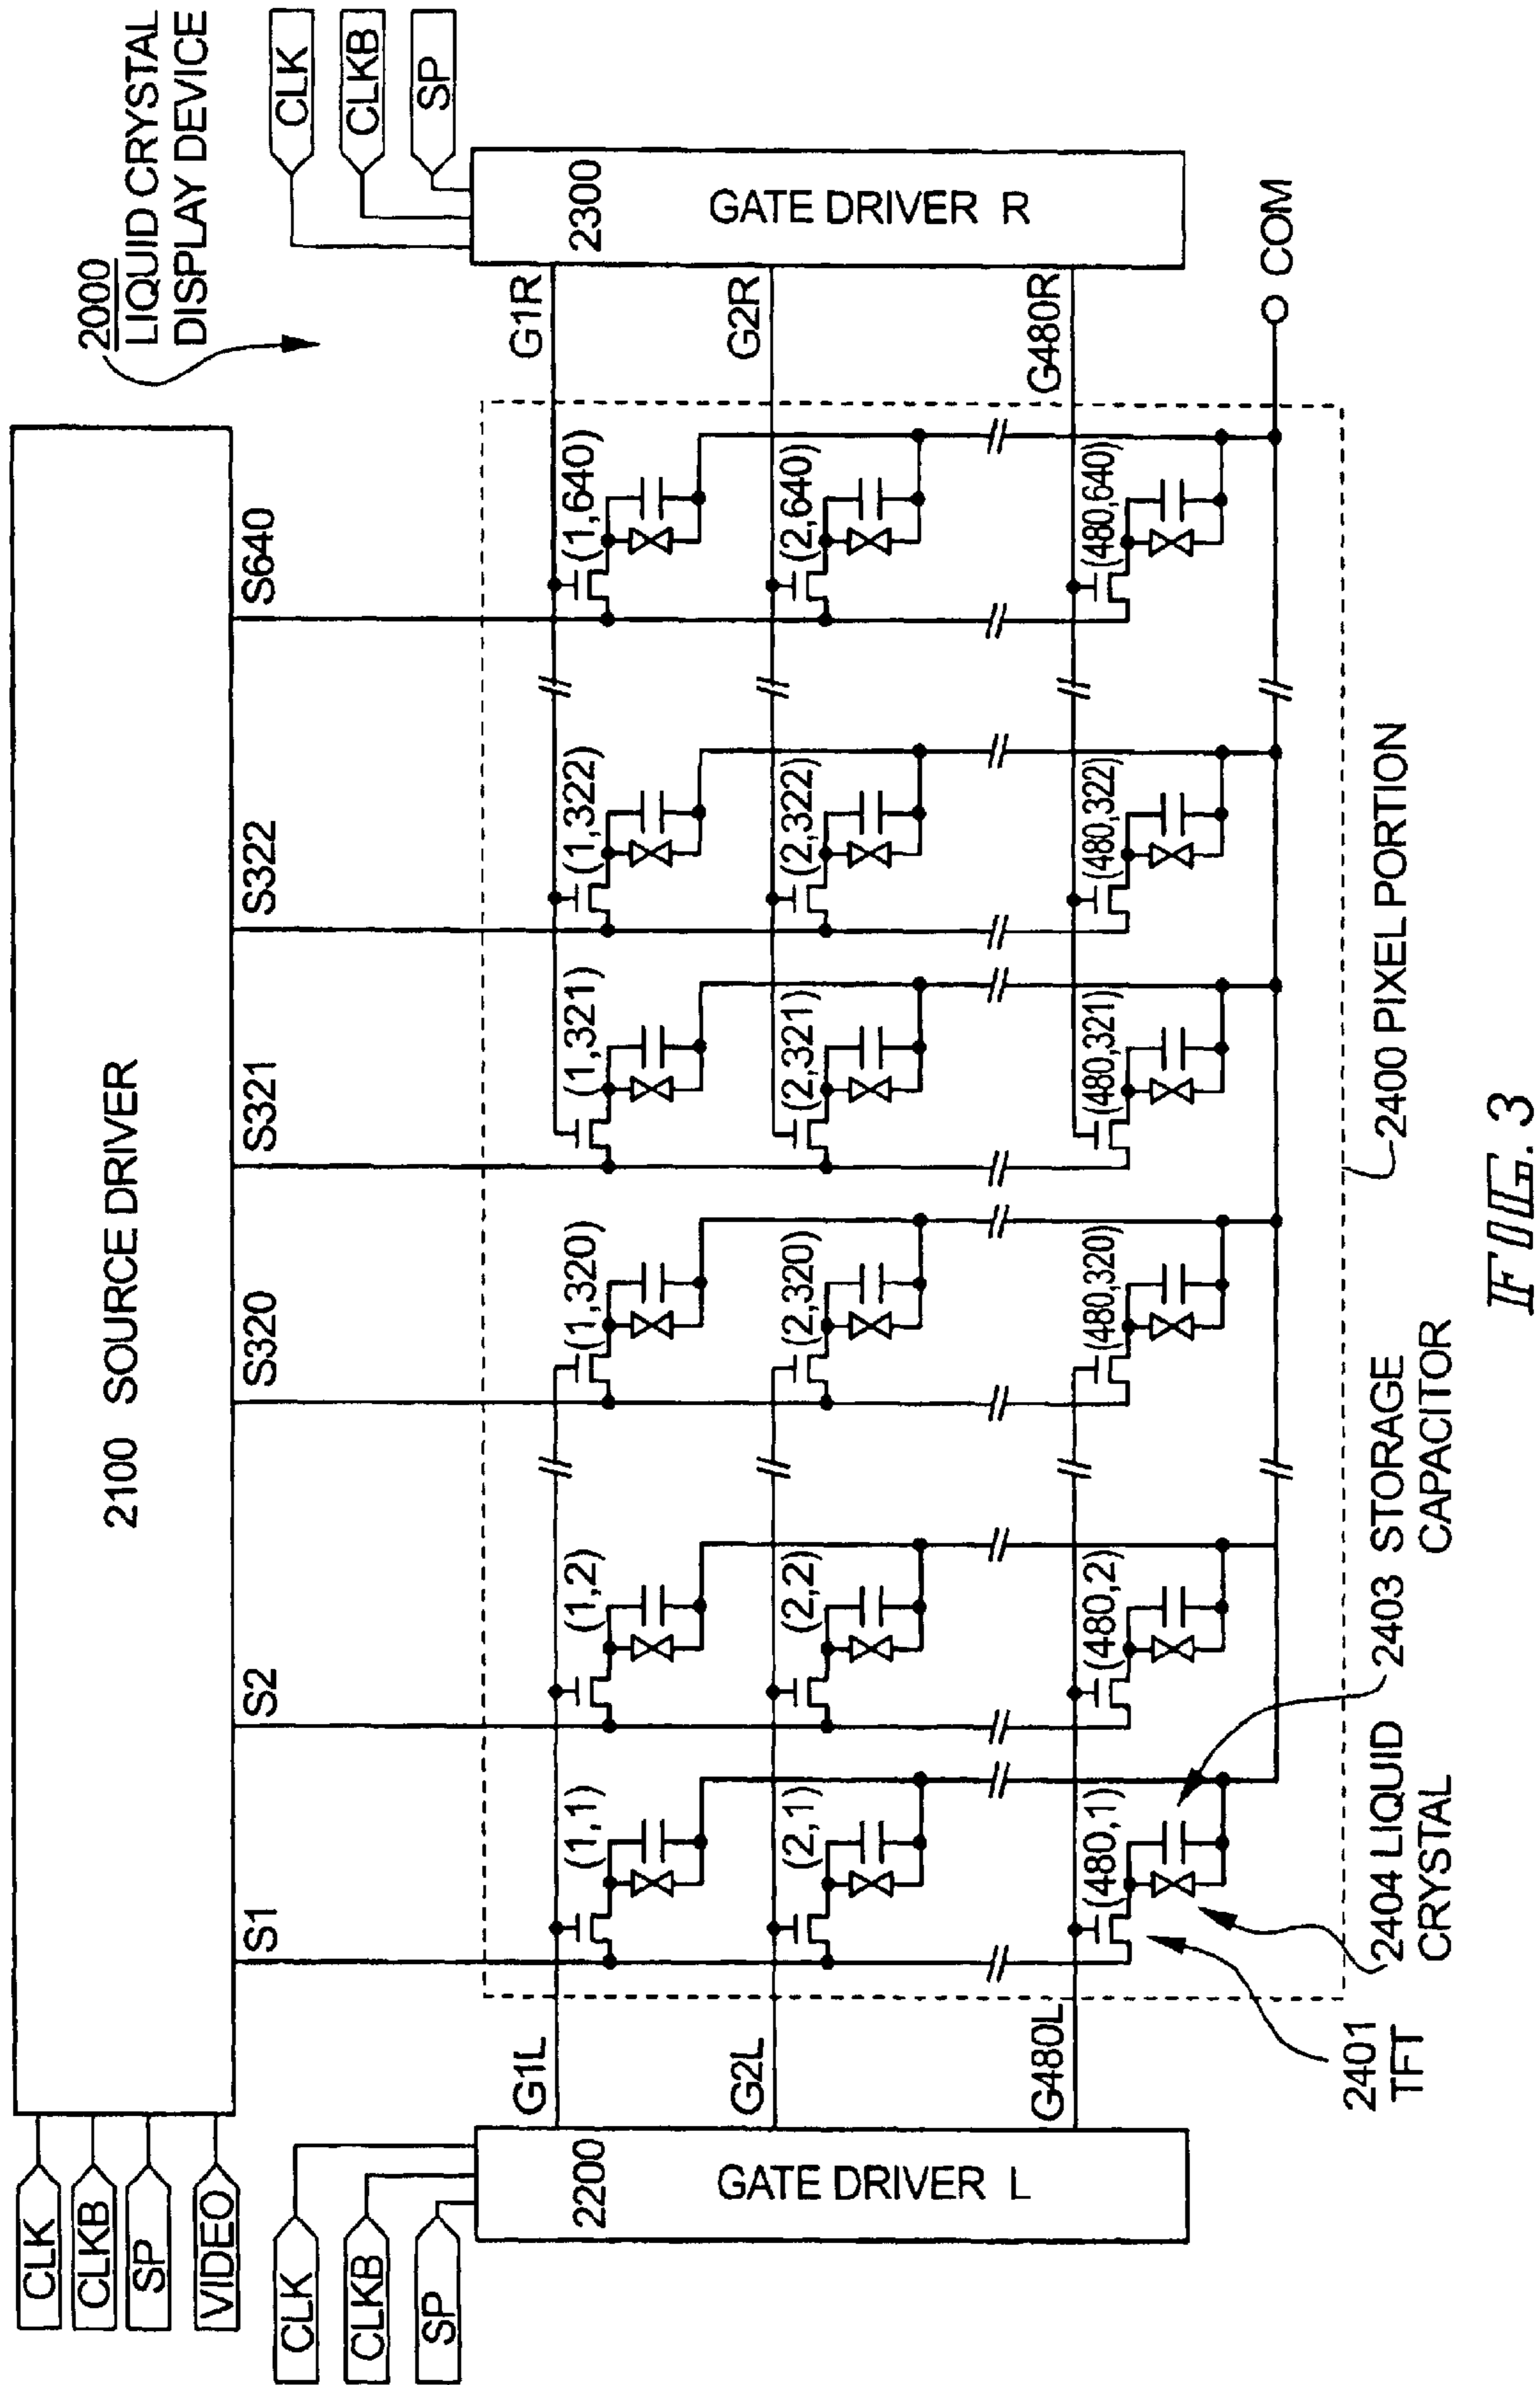 2000
LIQUID CRYSTAL
DISPLAY DEVICE
CLK
CLKB
SP
VIDEO
2100 SOURCE DRIVER
CLK
CLKB
SP
CLK
CLKB
SP
S1
S2
S320
S321
S322
S640
2200
GATE DRIVER L
2300
GATE DRIVER R
G1L
(1,1)
(1,2)
(1,320)
(1,321)
(1,322)
(1,640)
G1R
G2L
(2,1)
(2,2)
(2,320)
(2,321)
(2,322)
(2,640)
G2R
G480L
(480,1)
(480,2)
(480,320)
(480,321)
(480,322)
(480,640)
G480R
COM
2401
TFT
2404 LIQUID
CRYSTAL
2403 STORAGE
CAPACITOR
2400 PIXEL PORTION
FIG. 3